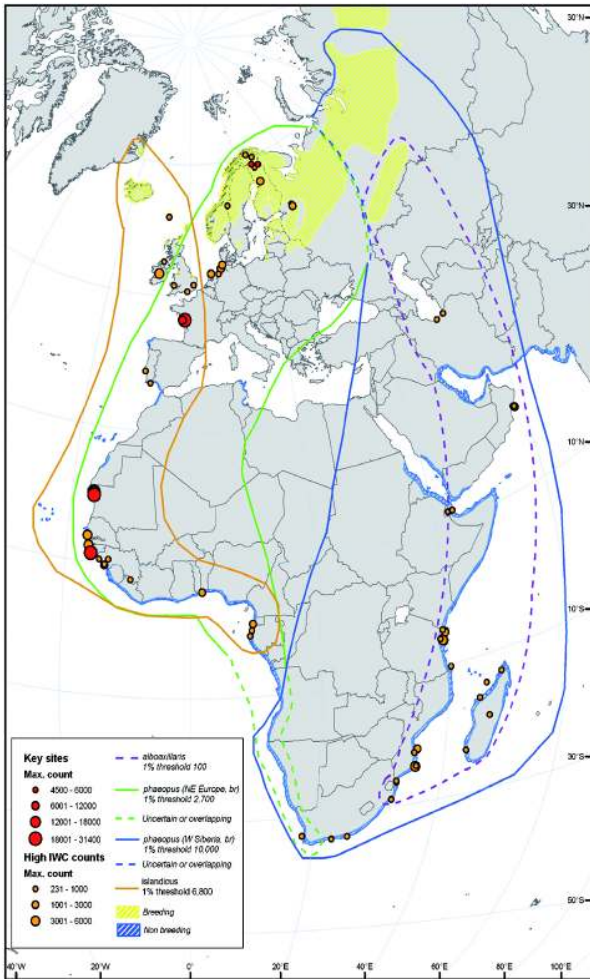 30°N
30°N
10°N
10°S
30°S
50°S
40°W
20°W
0°
20°E
40°E
60°E
80°E
100°E
Key sites
Max. count
4500 - 6000
6001 - 12000
12001 - 18000
18001 - 31400
High IWC counts
Max. count
231 - 1000
1001 - 3000
3001 - 6000
alboaxillaris
1% threshold 100
phaeopus (NE Europe, br)
1% threshold 2,700
Uncertain or overlapping
phaeopus (W Siberia, br)
1% threshold 10,000
Uncertain or overlapping
islandicus
1% threshold 6,800
Breeding
Non breeding